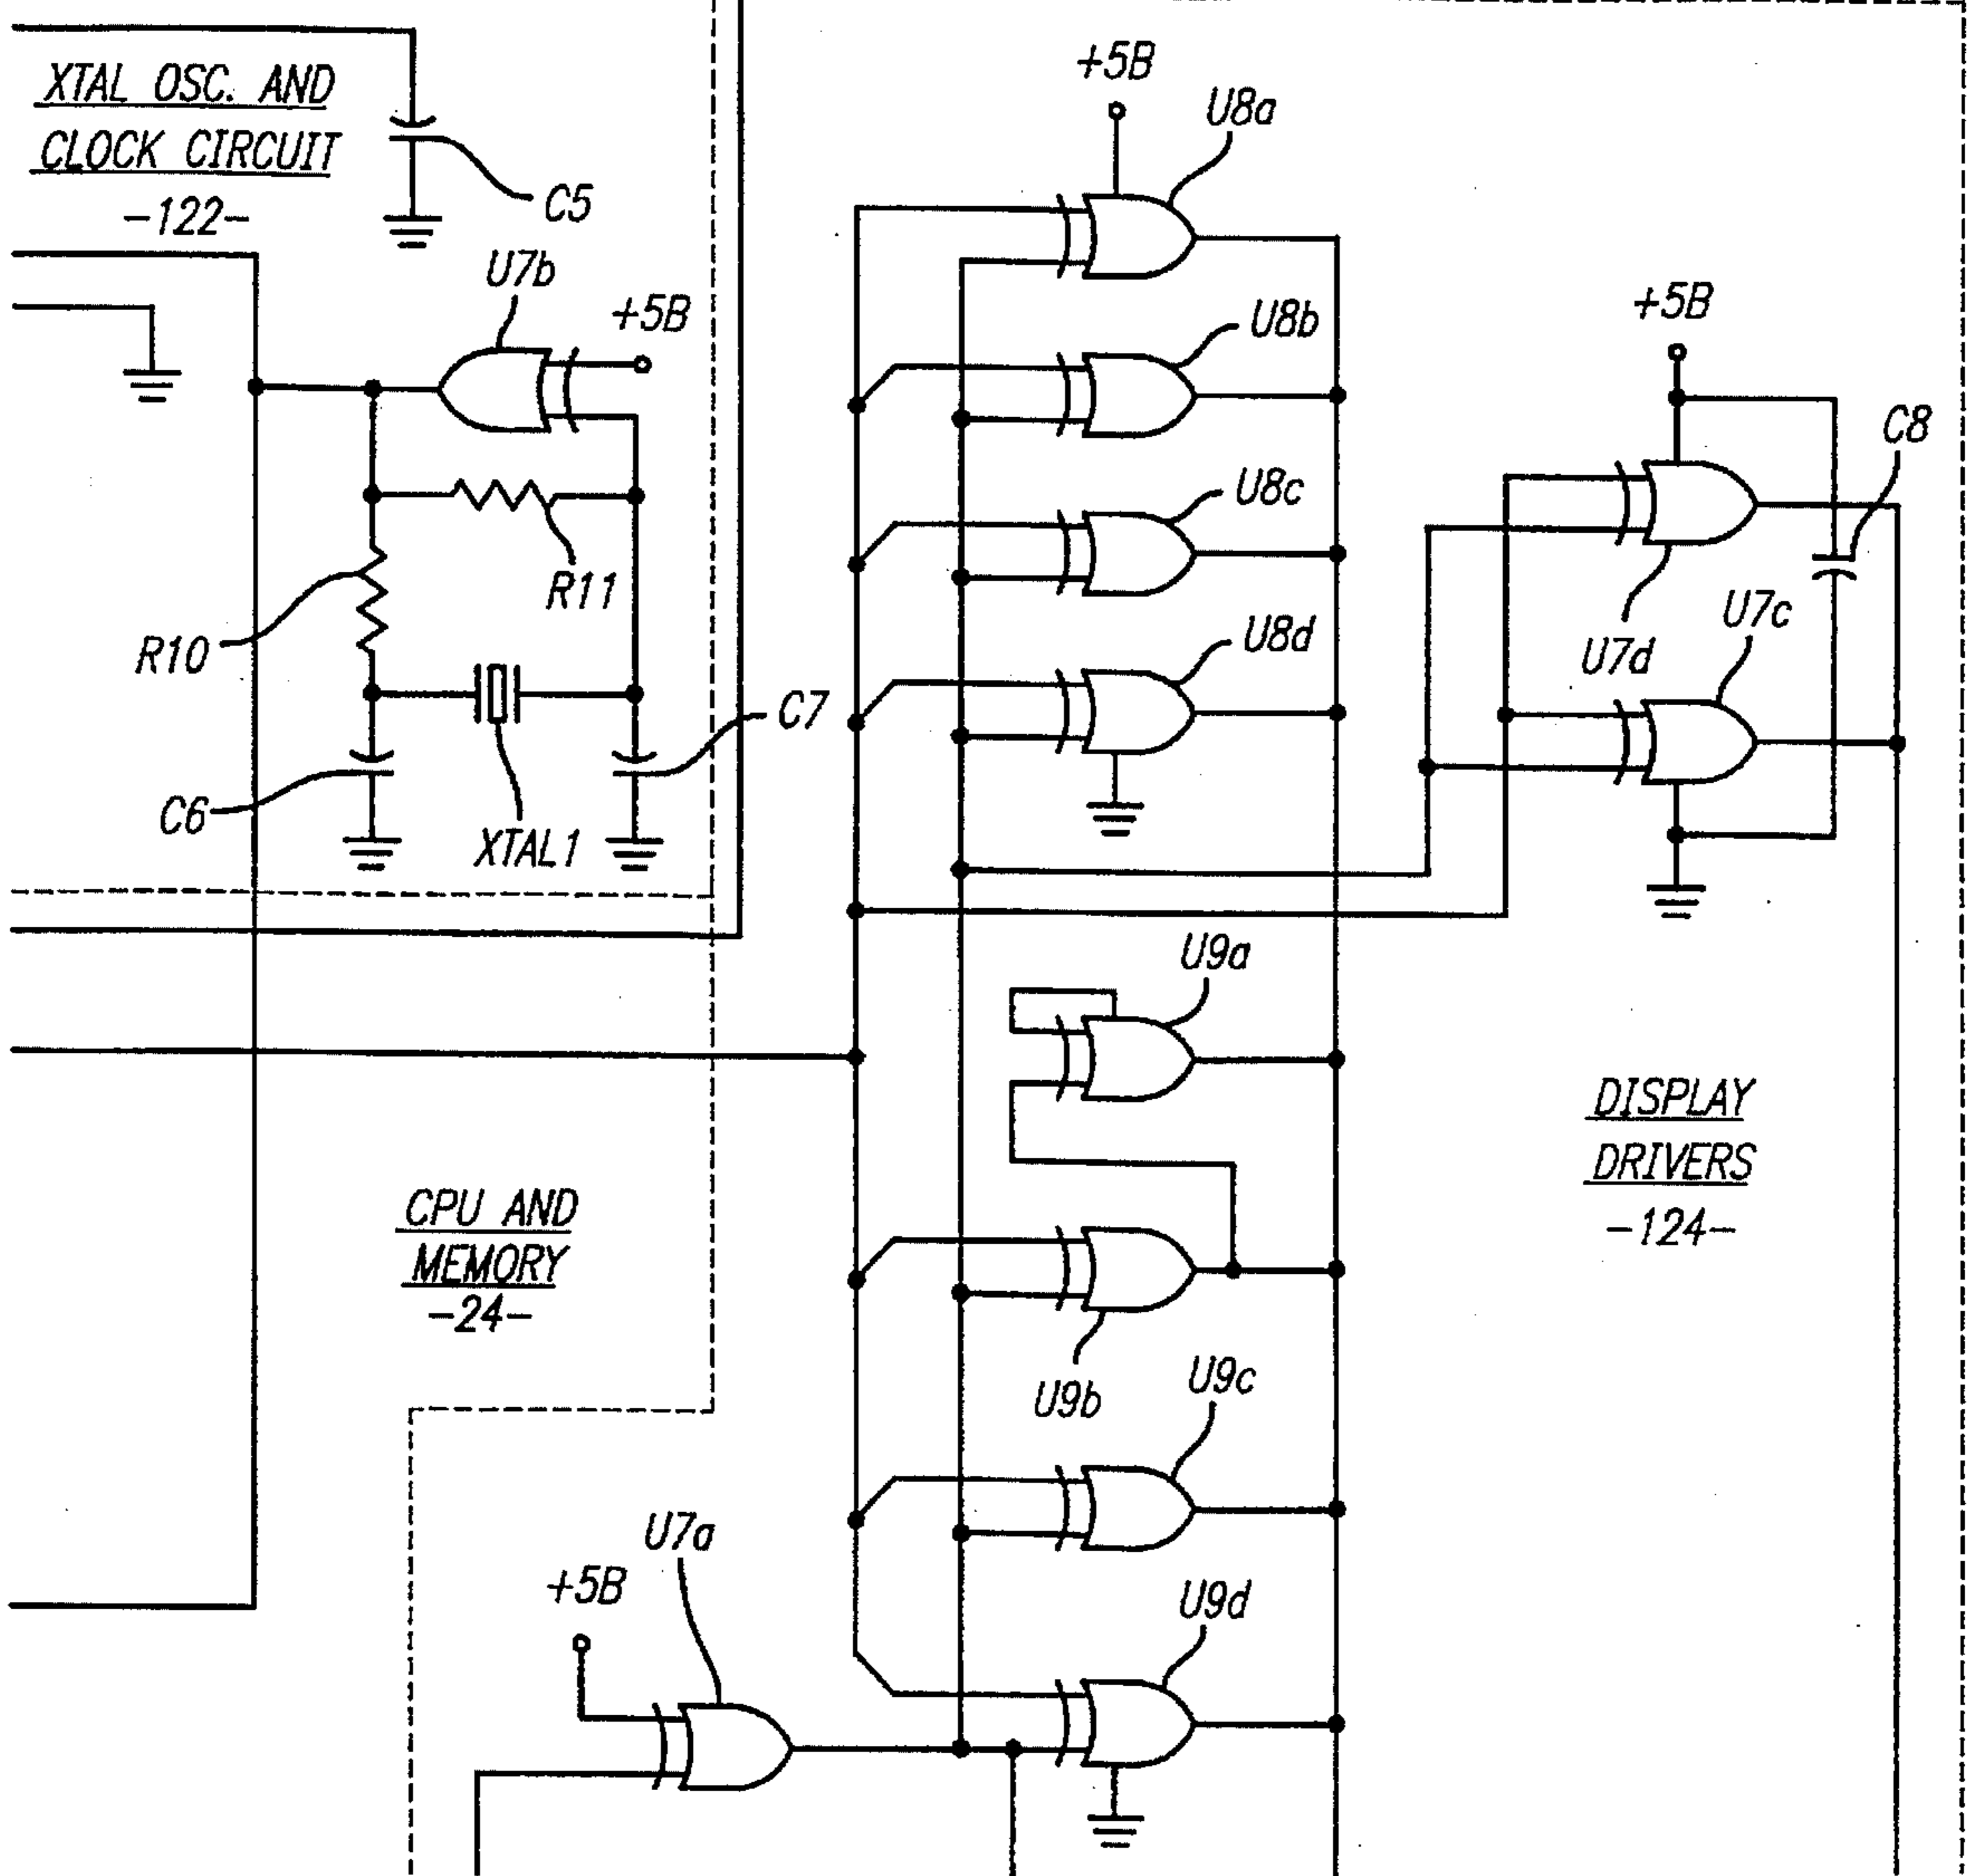 XTAL OSC. AND
CLOCK CIRCUIT
-122-
C5
U7b
+5B
R11
R10
C7
C6
XTAL1
+5B
U8a
U8b
U8c
U8d
+5B
C8
U7d
U7c
U9a
U9b
U9c
U9d
DISPLAY
DRIVERS
-124-
CPU AND
MEMORY
-24-
U7a
+5B